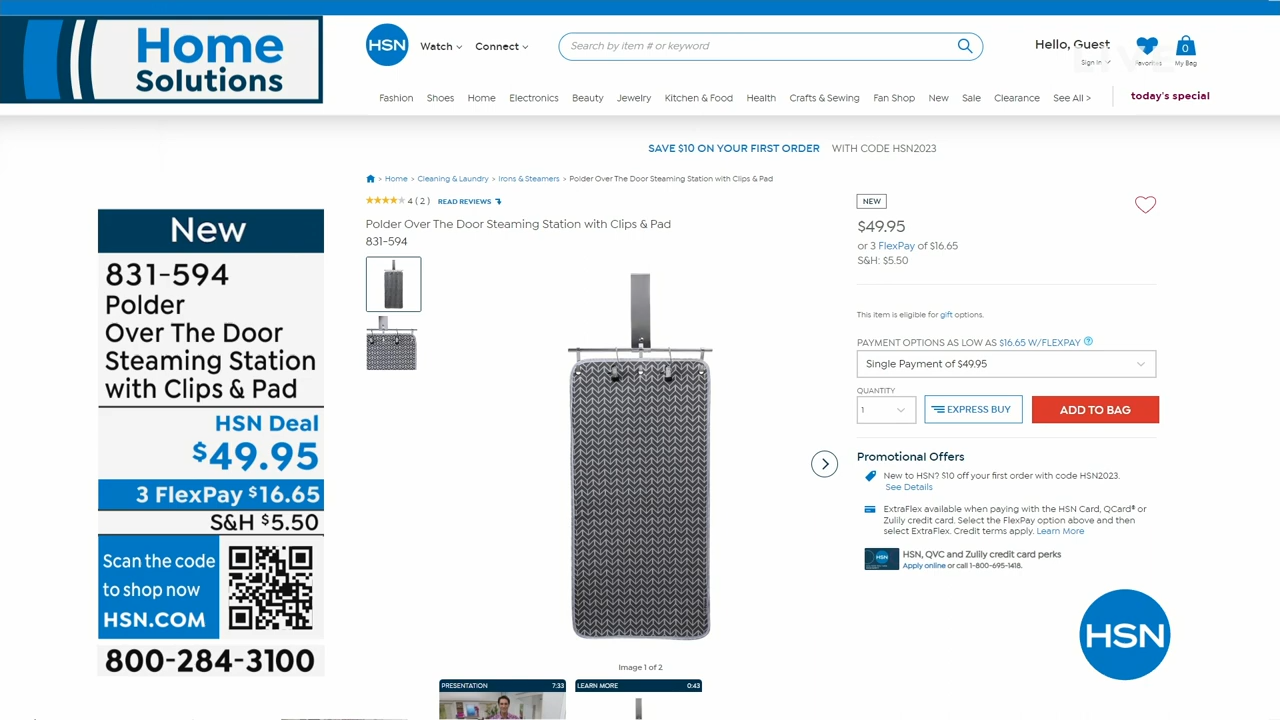 Home
Solutions
HSN
Watch
Connect
Search by item # or keyword
Hello, Guest
Sign In
Favorites
0
My Bag
Fashion
Shoes
Home
Electronics
Beauty
Jewelry
Kitchen & Food
Health
Crafts & Sewing
Fan Shop
New
Sale
Clearance
See All >
today's special
SAVE $10 ON YOUR FIRST ORDER WITH CODE HSN2023
> Home > Cleaning & Laundry > Irons & Steamers > Polder Over The Door Steaming Station with Clips & Pad
4 ( 2 ) READ REVIEWS
Polder Over The Door Steaming Station with Clips & Pad
831-594
New
831-594
Polder
Over The Door
Steaming Station
with Clips & Pad
HSN Deal
$49.95
3 FlexPay $16.65
S&H $5.50
Scan the code
to shop now
HSN.COM
800-284-3100
Image 1 of 2
PRESENTATION 7:33
LEARN MORE 0:43
NEW
$49.95
or 3 FlexPay of $16.65
S&H: $5.50
This item is eligible for gift options.
PAYMENT OPTIONS AS LOW AS $16.65 W/FLEXPAY ?
Single Payment of $49.95
QUANTITY
1
EXPRESS BUY
ADD TO BAG
Promotional Offers
New to HSN? $10 off your first order with code HSN2023.
See Details
ExtraFlex available when paying with the HSN Card, QCard® or
Zulily credit card. Select the FlexPay option above and then
select ExtraFlex. Credit terms apply. Learn More
HSN
HSN, QVC and Zulily credit card perks
Apply online or call 1-800-695-1418.
HSN